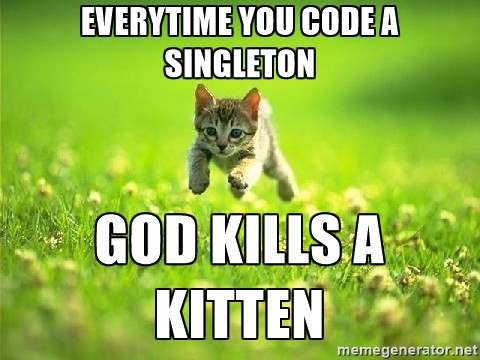 EVERYTIME YOU CODE A
SINGLETON
GOD KILLS A
KITTEN
memegenerator.net